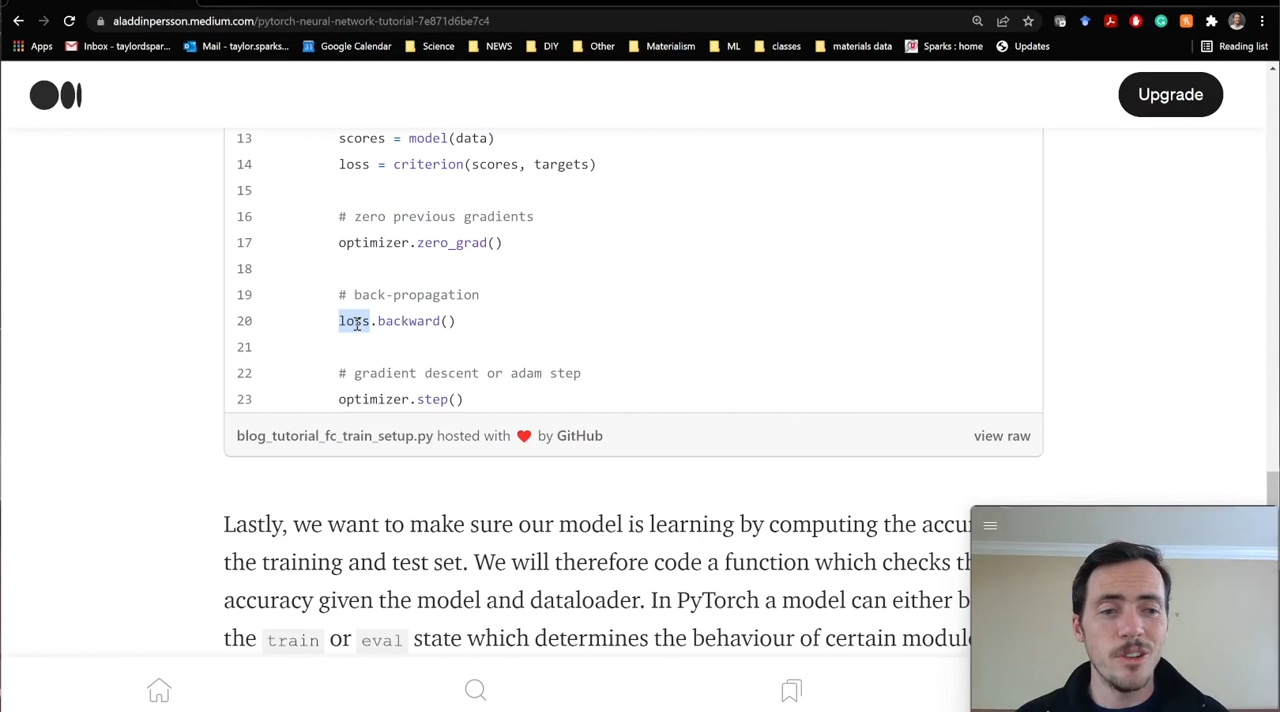 aladdinpersson.medium.com/pytorch-neural-network-tutorial-7e871d6be7c4
Apps Inbox - taylordspar... Mail - taylor.sparks... Google Calendar Science NEWS DIY Other Materialism ML classes materials data Sparks : home Updates Reading list
Upgrade
13 scores = model(data)
14 loss = criterion(scores, targets)
15
16 # zero previous gradients
17 optimizer.zero_grad()
18
19 # back-propagation
20 loss.backward()
21
22 # gradient descent or adam step
23 optimizer.step()
blog_tutorial_fc_train_setup.py hosted with ❤ by GitHub view raw
Lastly, we want to make sure our model is learning by computing the
the training and test set. We will therefore code a function which checks
accuracy given the model and dataloader. In PyTorch a model can either
the train or eval state which determines the behaviour of certain